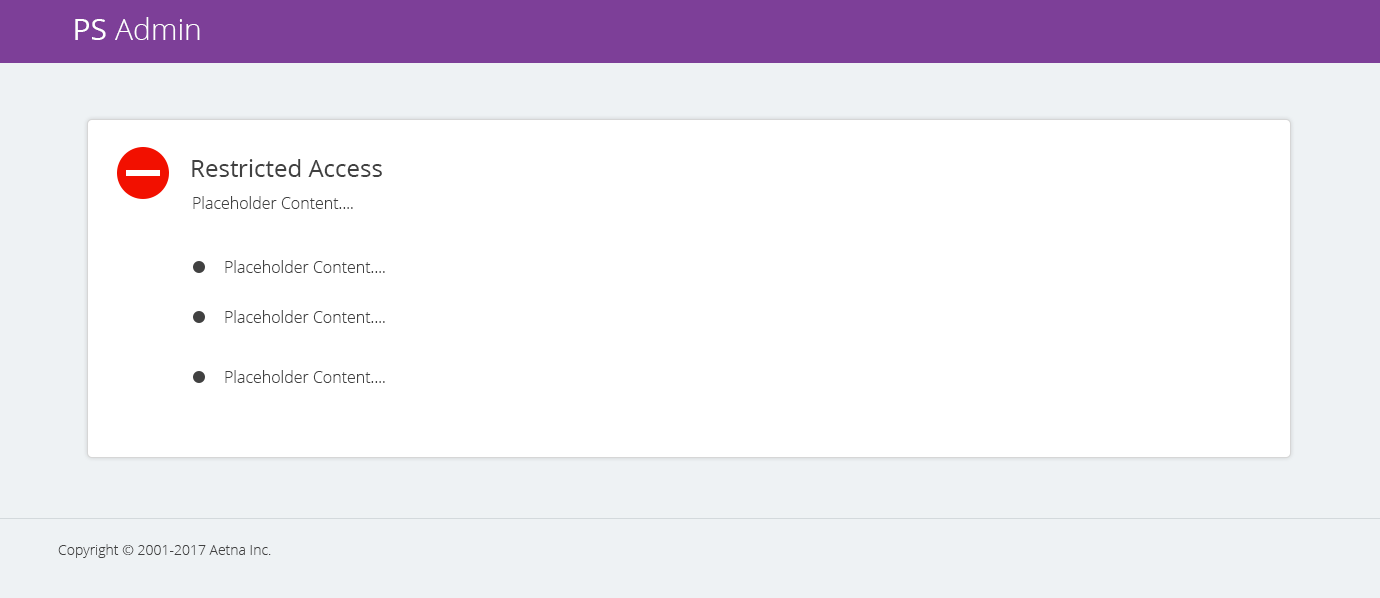 PS Admin
Restricted Access
Placeholder Content....
Placeholder Content....
Placeholder Content....
Placeholder Content....
Copyright © 2001-2017 Aetna Inc.